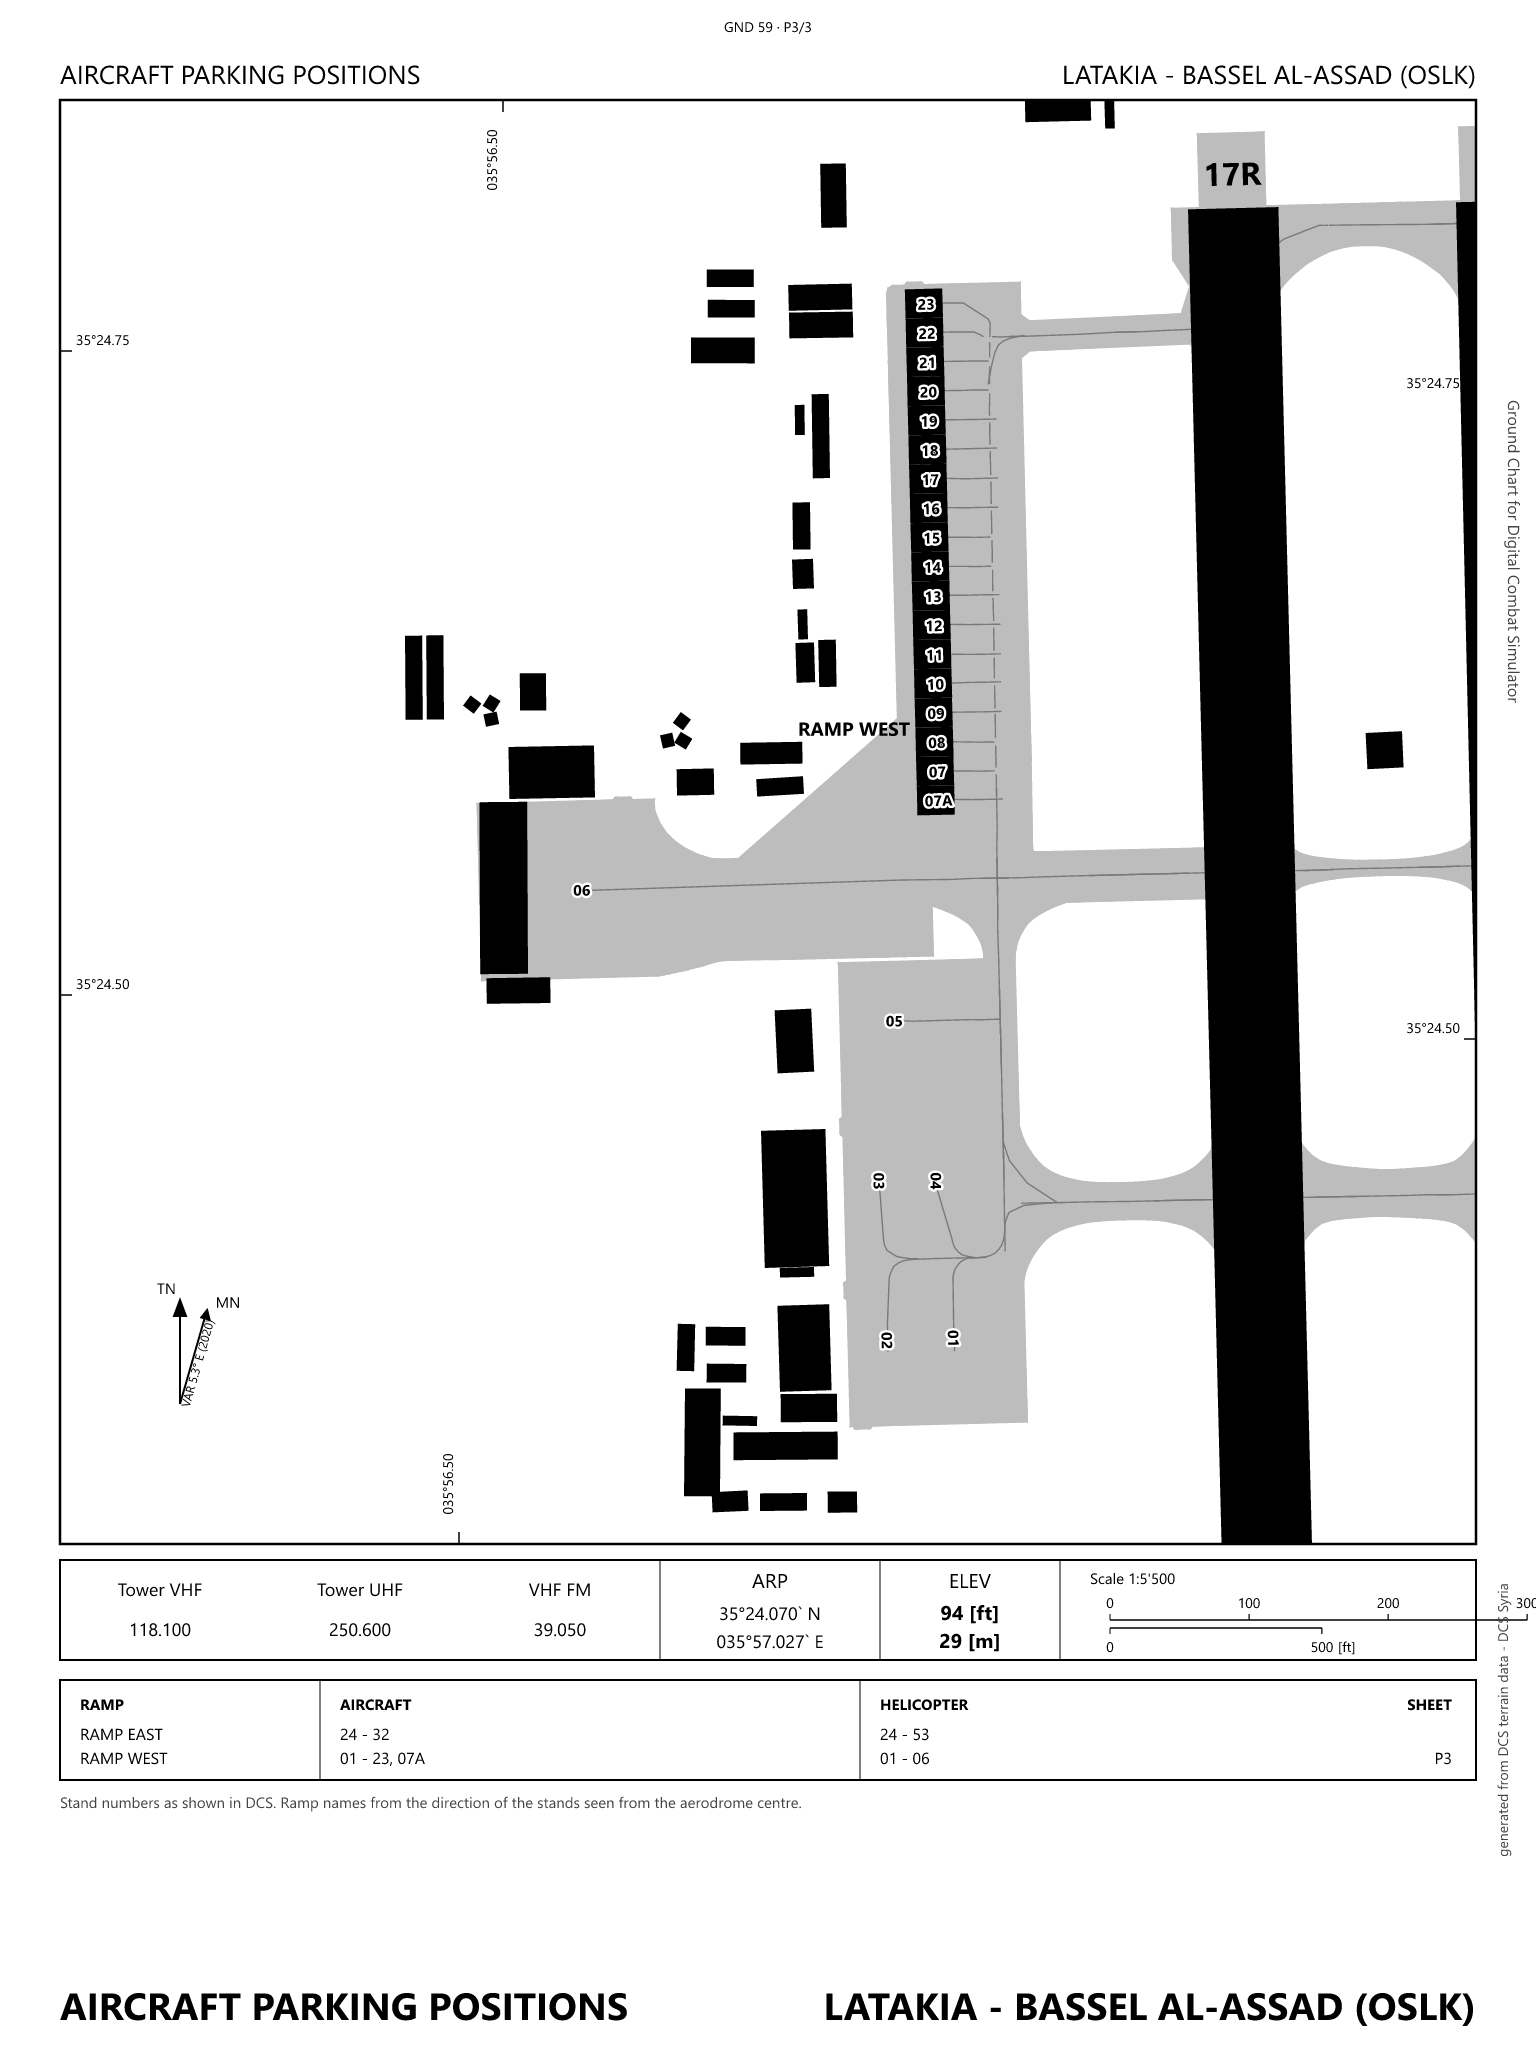 GND 59 · P3/3
AIRCRAFT PARKING POSITIONS
LATAKIA - BASSEL AL-ASSAD (OSLK)
035°56.50
17R
35°24.75
35°24.75
23
22
21
20
19
18
17
16
15
14
13
12
11
10
09
RAMP WEST
08
07
07A
06
35°24.50
05
35°24.50
03
04
02
01
TN
MN
VAR 5.3° E (2020)
035°56.50
Ground Chart for Digital Combat Simulator
Tower VHF
118.100
Tower UHF
250.600
VHF FM
39.050
ARP
35°24.070` N
035°57.027` E
ELEV
94 [ft]
29 [m]
Scale 1:5'500
0 100 200 300
0 500 [ft]
generated from DCS terrain data - DCS Syria
RAMP AIRCRAFT HELICOPTER SHEET
RAMP EAST 24 - 32 24 - 53
RAMP WEST 01 - 23, 07A 01 - 06 P3
Stand numbers as shown in DCS. Ramp names from the direction of the stands seen from the aerodrome centre.
AIRCRAFT PARKING POSITIONS
LATAKIA - BASSEL AL-ASSAD (OSLK)